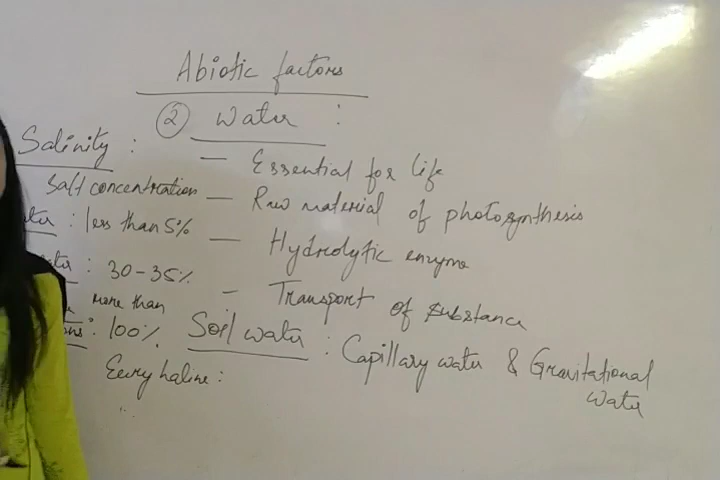 Abiotic factors
② Water :
— Essential for life
— Raw material of photosynthesis
— Hydrolytic enzyme
— Transport of substance
Soil water : Capillary water & Gravitational
water
Salinity :
Salt concentration
: less than 5%
: 30-35%
more than
: 100%
Eury haline :